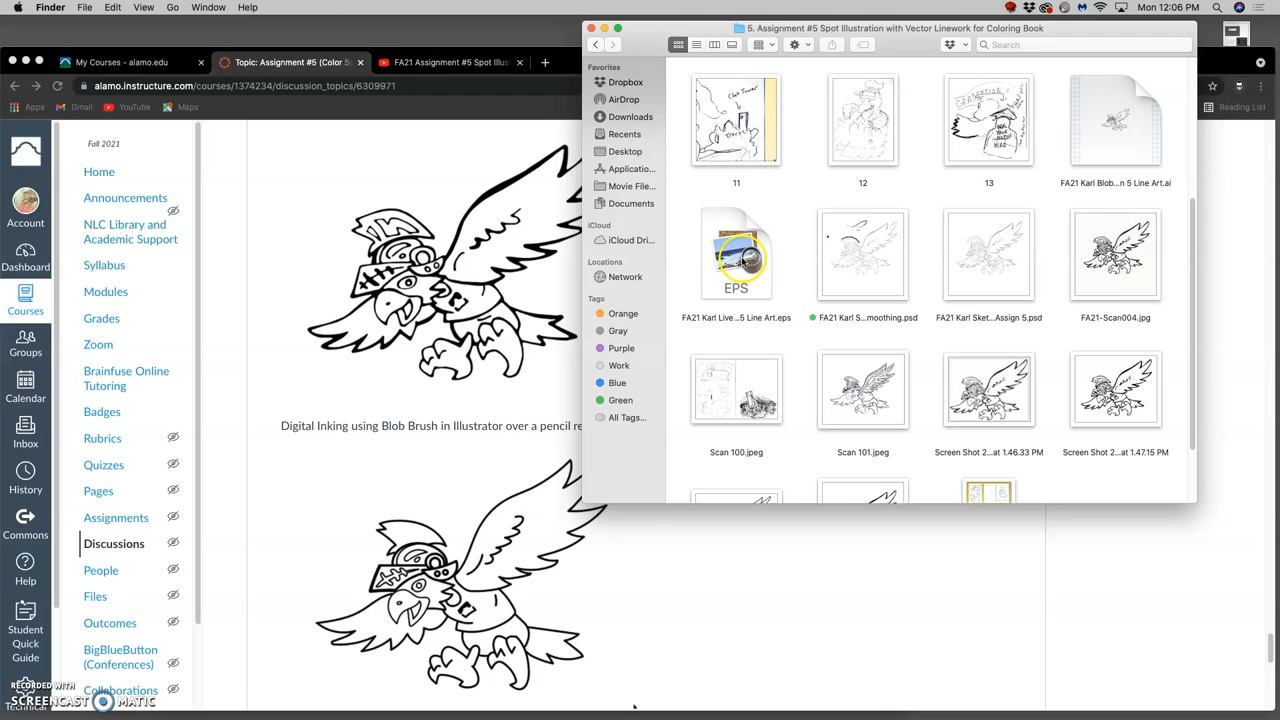 Finder File Edit View Go Window Help
Mon 12:06 PM
5. Assignment #5 Spot Illustration with Vector Linework for Coloring Book
Search
My Courses - alamo.edu
Topic: Assignment #5 (Color S
FA21 Assignment #5 Spot Illus
alamo.instructure.com/courses/1374234/discussion_topics/6309971
Apps
Gmail
YouTube
Maps
Reading List
Fall 2021
Home
Announcements
NLC Library and
Academic Support
Syllabus
Modules
Grades
Zoom
Brainfuse Online
Tutoring
Badges
Rubrics
Quizzes
Pages
Assignments
Discussions
People
Files
Outcomes
BigBlueButton
(Conferences)
Collaborations
Account
Dashboard
Courses
Groups
Calendar
Inbox
History
Commons
Help
Student
Quick
Guide
Technical
RECORDED WITH
SCREENCAST MATIC
Digital Inking using Blob Brush in Illustrator over a pencil re
Favorites
Dropbox
AirDrop
Downloads
Recents
Desktop
Applicatio...
Movie File...
Documents
iCloud
iCloud Dri...
Locations
Network
Tags
Orange
Gray
Purple
Work
Blue
Green
All Tags...
Clock Tower
11
12
13
FA21 Karl Blob...n 5 Line Art.ai
EPS
FA21 Karl Live...5 Line Art.eps
FA21 Karl S...moothing.psd
FA21 Karl Sket...Assign 5.psd
FA21-Scan004.jpg
Scan 100.jpeg
Scan 101.jpeg
Screen Shot 2...at 1.46.33 PM
Screen Shot 2...at 1.47.15 PM